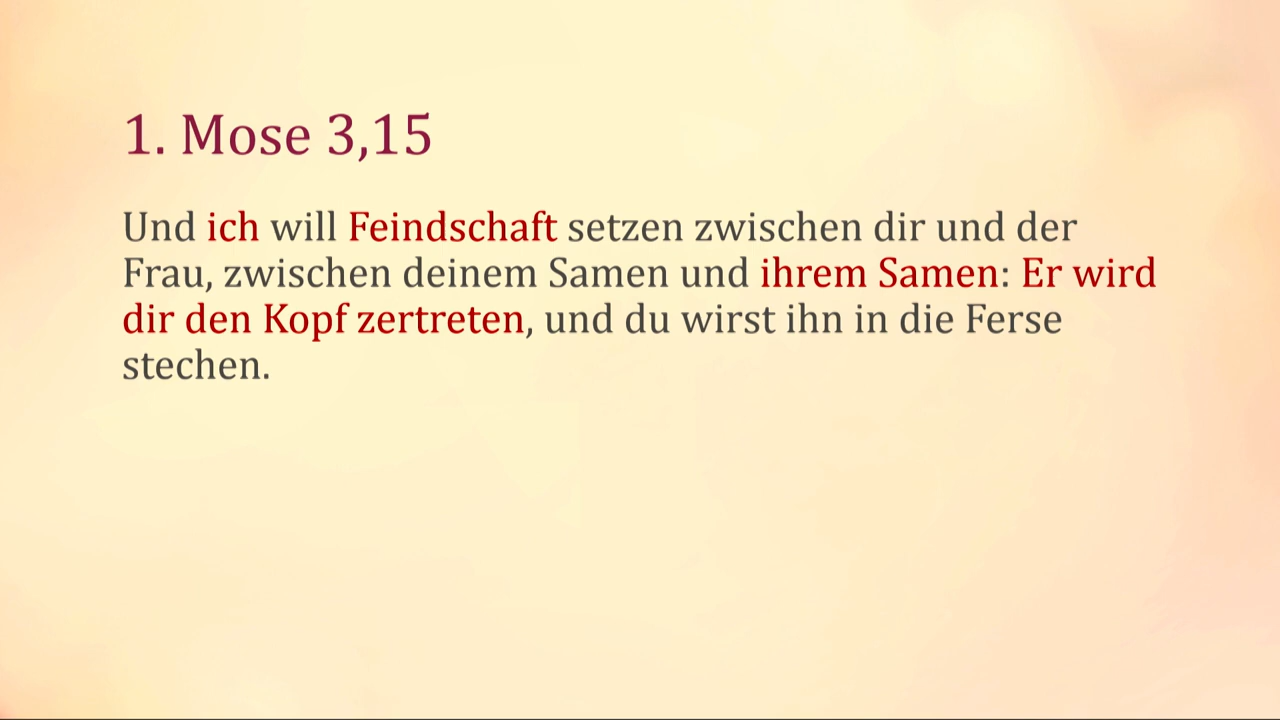 1. Mose 3,15
Und ich will Feindschaft setzen zwischen dir und der
Frau, zwischen deinem Samen und ihrem Samen: Er wird
dir den Kopf zertreten, und du wirst ihn in die Ferse
stechen.